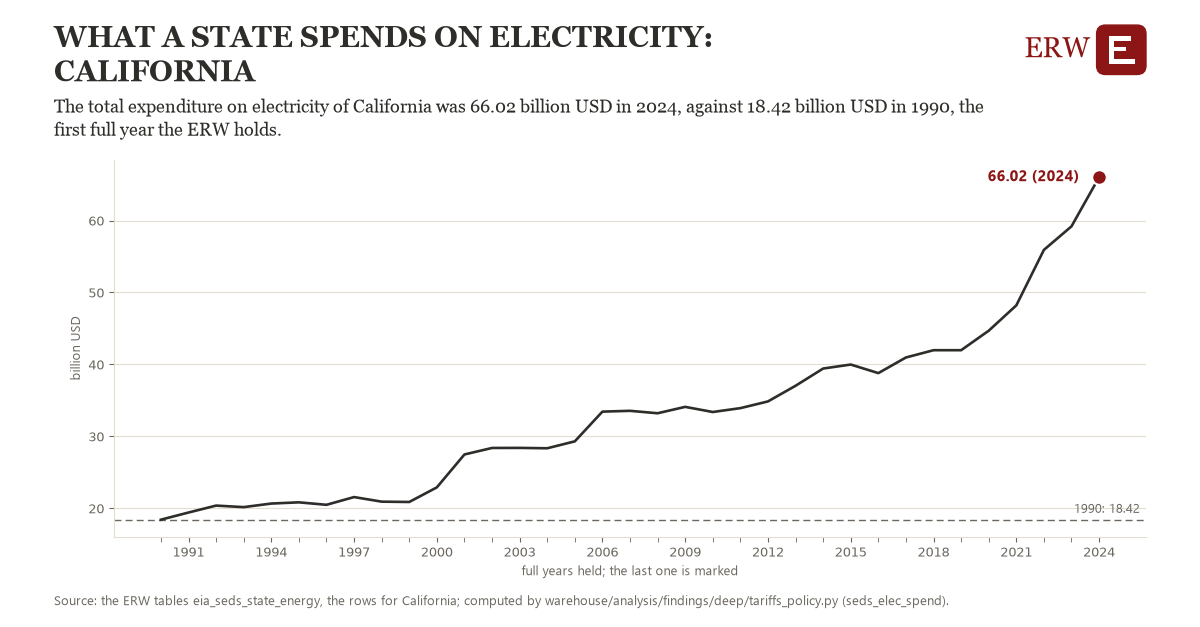 WHAT A STATE SPENDS ON ELECTRICITY:
CALIFORNIA
ERW E
The total expenditure on electricity of California was 66.02 billion USD in 2024, against 18.42 billion USD in 1990, the
first full year the ERW holds.
66.02 (2024)
60
50
40
30
20
billion USD
1990: 18.42
1991 1994 1997 2000 2003 2006 2009 2012 2015 2018 2021 2024
full years held; the last one is marked
Source: the ERW tables eia_seds_state_energy, the rows for California; computed by warehouse/analysis/findings/deep/tariffs_policy.py (seds_elec_spend).